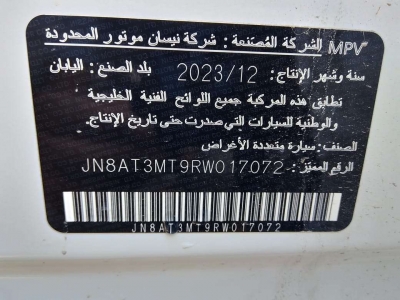 الشركة المصنعة: شركة نيسان موتور المحدودة MPV
سنة وشهر الإنتاج: 2023/12 بلد الصنع: اليابان
تطابق هذه المركبة جميع اللوائح الفنية الخليجية
والوطنية للسيارات التي صدرت حتى تاريخ الإنتاج.
الصنف: سيارة متعددة الأغراض
الرقم المميز: JN8AT3MT9RW017072
JN8AT3MT9RW017072